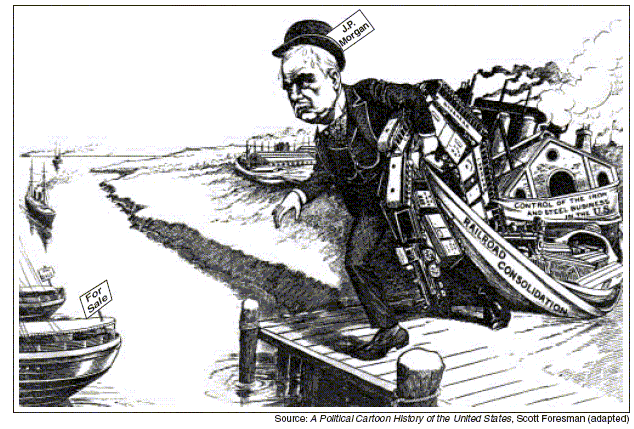 J.P.
Morgan
CONTROL OF THE IRON
AND STEEL BUSINESS
IN THE U.S.
RAILROAD
CONSOLIDATION
For
Sale
Source: A Political Cartoon History of the United States, Scott Foresman (adapted)